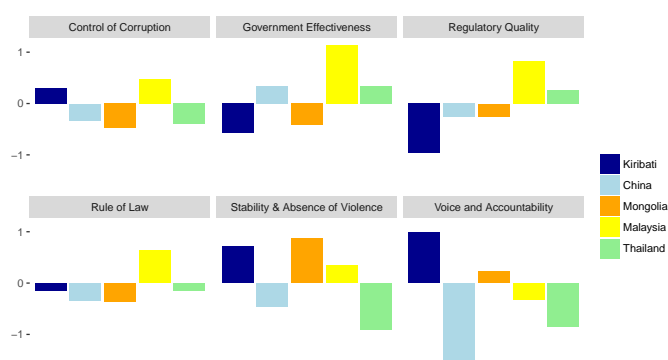 Control of Corruption
Government Effectiveness
Regulatory Quality
1
0
−1
Rule of Law
Stability & Absence of Violence
Voice and Accountability
1
0
−1
Kiribati
China
Mongolia
Malaysia
Thailand